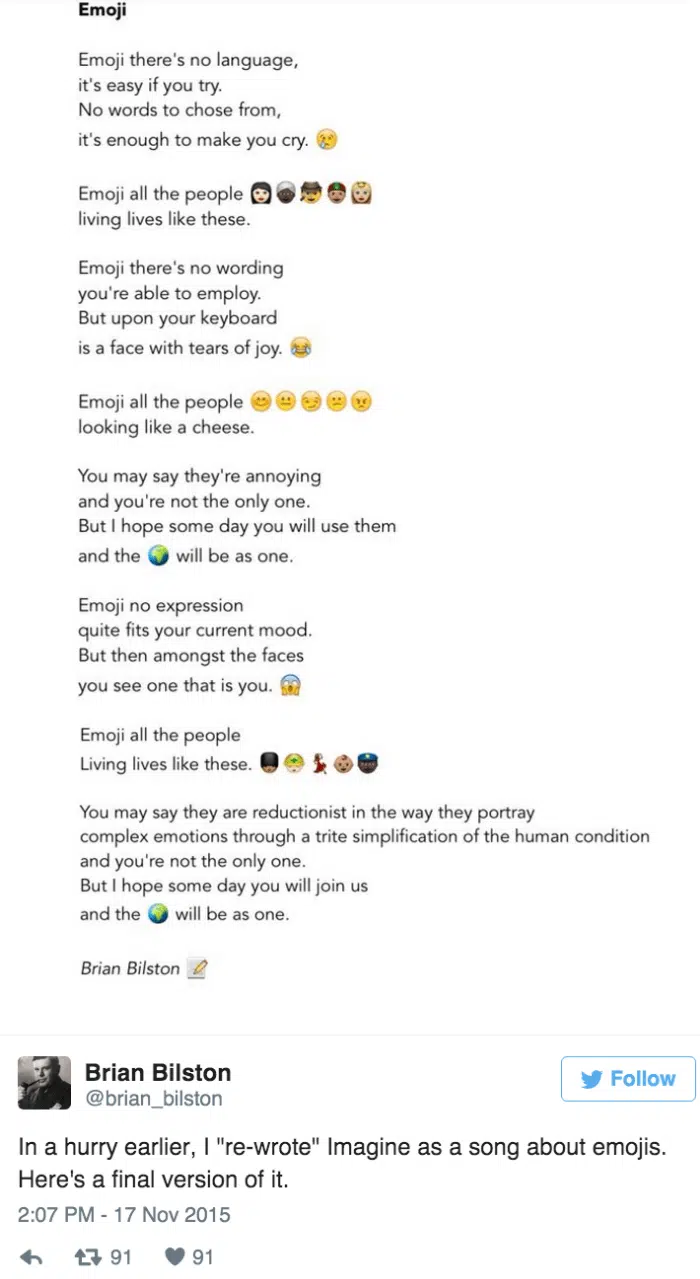 Emoji
Emoji there's no language,
it's easy if you try.
No words to chose from,
it's enough to make you cry. 😢
Emoji all the people
living lives like these.
Emoji there's no wording
you're able to employ.
But upon your keyboard
is a face with tears of joy. 😂
Emoji all the people 😊😐😏😕😠
looking like a cheese.
You may say they're annoying
and you're not the only one.
But I hope some day you will use them
and the 🌍 will be as one.
Emoji no expression
quite fits your current mood.
But then amongst the faces
you see one that is you. 😱
Emoji all the people
Living lives like these.
You may say they are reductionist in the way they portray
complex emotions through a trite simplification of the human condition
and you're not the only one.
But I hope some day you will join us
and the 🌍 will be as one.
Brian Bilston 📝
Brian Bilston
@brian_bilston
Follow
In a hurry earlier, I "re-wrote" Imagine as a song about emojis.
Here's a final version of it.
2:07 PM - 17 Nov 2015
91 91